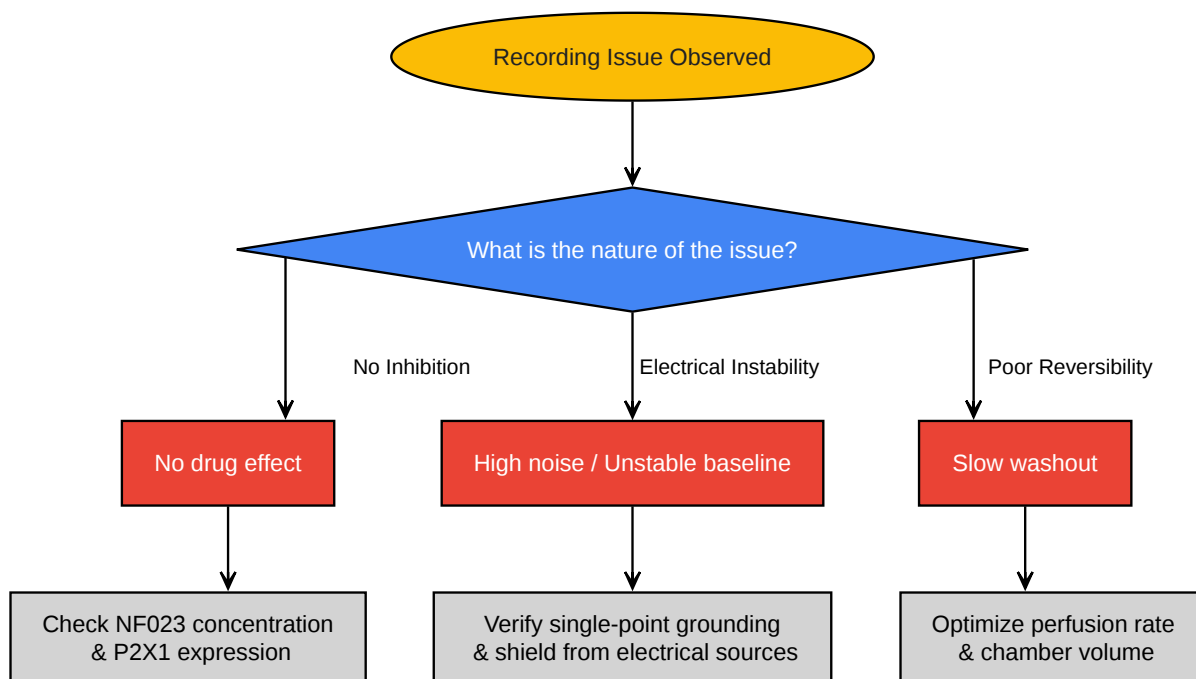 Recording Issue Observed
What is the nature of the issue?
No Inhibition
Electrical Instability
Poor Reversibility
No drug effect
High noise / Unstable baseline
Slow washout
Check NF023 concentration
& P2X1 expression
Verify single-point grounding
& shield from electrical sources
Optimize perfusion rate
& chamber volume